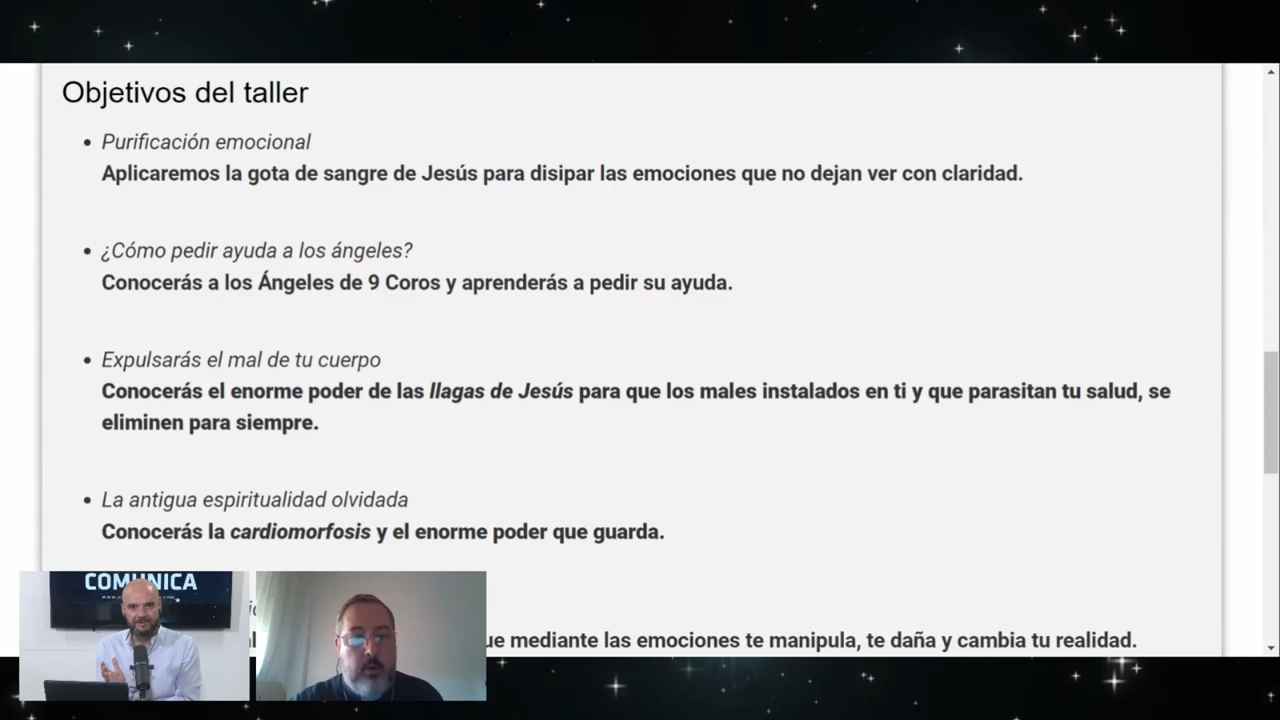 Objetivos del taller
Purificación emocional
Aplicaremos la gota de sangre de Jesús para disipar las emociones que no dejan ver con claridad.
¿Cómo pedir ayuda a los ángeles?
Conocerás a los Ángeles de 9 Coros y aprenderás a pedir su ayuda.
Expulsarás el mal de tu cuerpo
Conocerás el enorme poder de las llagas de Jesús para que los males instalados en ti y que parasitan tu salud, se
eliminen para siempre.
La antigua espiritualidad olvidada
Conocerás la cardiomorfosis y el enorme poder que guarda.
mediante las emociones te manipula, te daña y cambia tu realidad.
COMUNICA